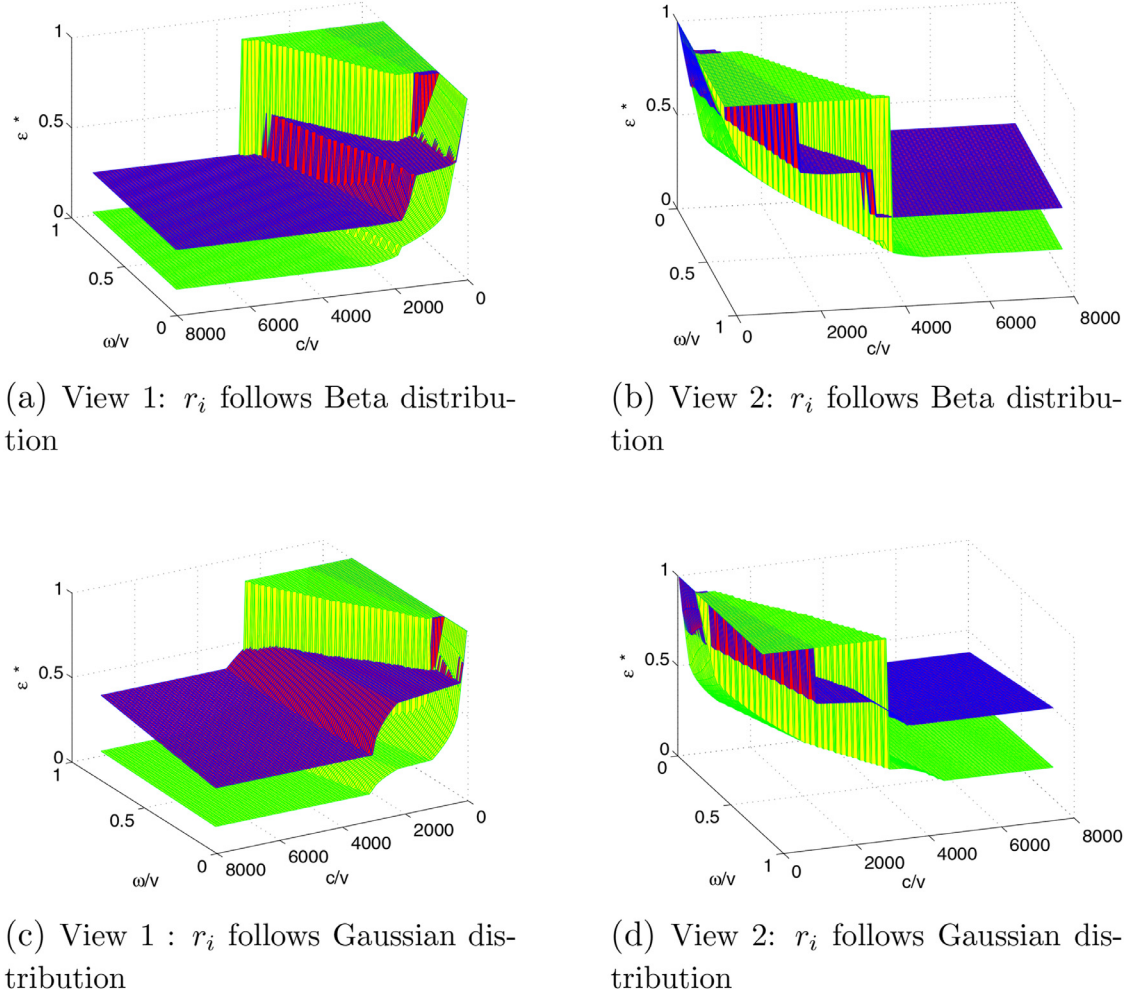 1
0.5
0
ε *
1
0.5
0
ω/v
8000
6000
4000
2000
0
c/v
1
0.5
0
ε *
0
0.5
1
ω/v
0
2000
4000
6000
8000
c/v
(a) View 1: r_i follows Beta distribu-
tion
(b) View 2: r_i follows Beta distribu-
tion
1
0.5
0
ε *
1
0.5
0
ω/v
8000
6000
4000
2000
0
c/v
1
0.5
0
ε *
0
0.5
1
ω/v
0
2000
4000
6000
8000
c/v
(c) View 1 : r_i follows Gaussian dis-
tribution
(d) View 2: r_i follows Gaussian dis-
tribution